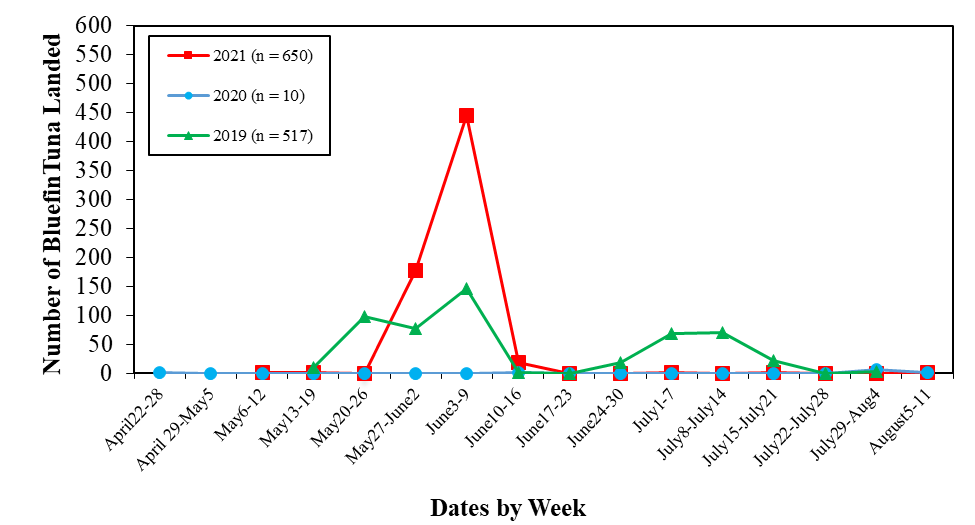 600
550
500
450
400
350
300
250
200
150
100
50
0
Number of BluefinTuna Landed
2021 (n = 650)
2020 (n = 10)
2019 (n = 517)
April22-28
April 29-May5
May6-12
May13-19
May20-26
May27-June2
June3-9
June10-16
June17-23
June24-30
July1-7
July8-July14
July15-July21
July22-July28
July29-Aug4
August5-11
Dates by Week